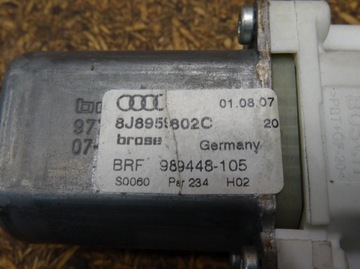 01.08.07
8J8959802C 20
brose Germany
BRF 989448-105
S0060 Par 234 H02